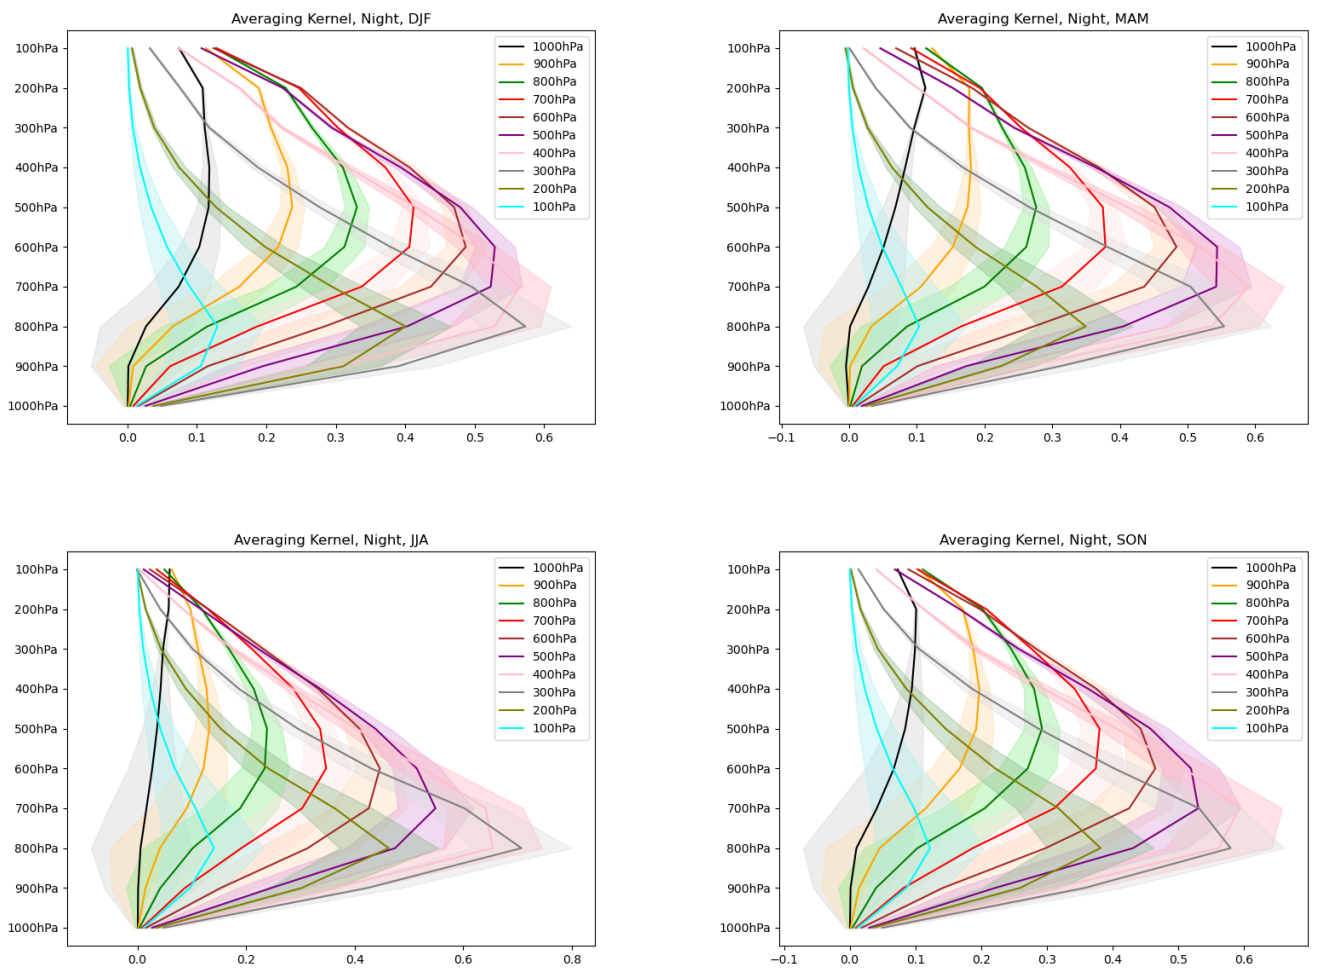 Averaging Kernel, Night, DJF
100hPa
200hPa
300hPa
400hPa
500hPa
600hPa
700hPa
800hPa
900hPa
1000hPa
0.0 0.1 0.2 0.3 0.4 0.5 0.6
1000hPa
900hPa
800hPa
700hPa
600hPa
500hPa
400hPa
300hPa
200hPa
100hPa
Averaging Kernel, Night, MAM
100hPa
200hPa
300hPa
400hPa
500hPa
600hPa
700hPa
800hPa
900hPa
1000hPa
−0.1 0.0 0.1 0.2 0.3 0.4 0.5 0.6
1000hPa
900hPa
800hPa
700hPa
600hPa
500hPa
400hPa
300hPa
200hPa
100hPa
Averaging Kernel, Night, JJA
100hPa
200hPa
300hPa
400hPa
500hPa
600hPa
700hPa
800hPa
900hPa
1000hPa
0.0 0.2 0.4 0.6 0.8
1000hPa
900hPa
800hPa
700hPa
600hPa
500hPa
400hPa
300hPa
200hPa
100hPa
Averaging Kernel, Night, SON
100hPa
200hPa
300hPa
400hPa
500hPa
600hPa
700hPa
800hPa
900hPa
1000hPa
−0.1 0.0 0.1 0.2 0.3 0.4 0.5 0.6
1000hPa
900hPa
800hPa
700hPa
600hPa
500hPa
400hPa
300hPa
200hPa
100hPa